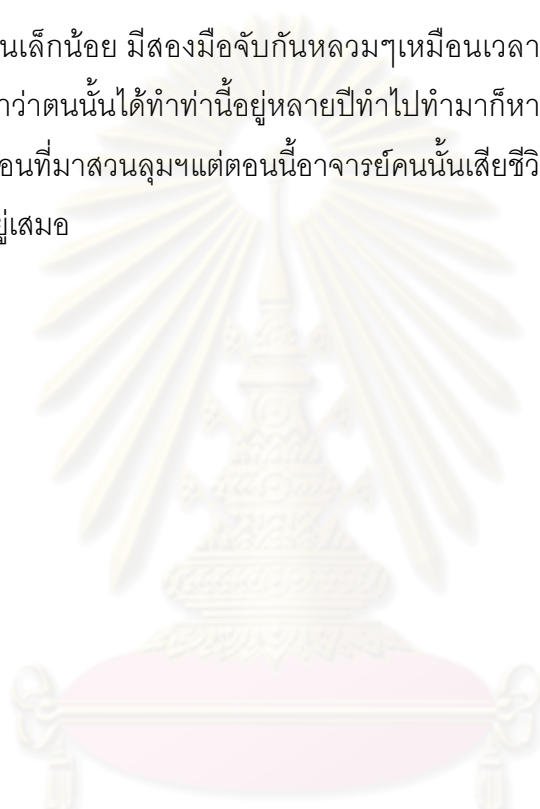 นเล็กน้อย มีสองมือจับกันหลวมๆเหมือนเวลา
าว่าตนนั้นได้ทำท่านี้อยู่หลายปีทำไปทำมาก็หา
อนที่มาสวนลุมฯแต่ตอนนี้อาจารย์คนนั้นเสียชีวิ
ยู่เสมอ